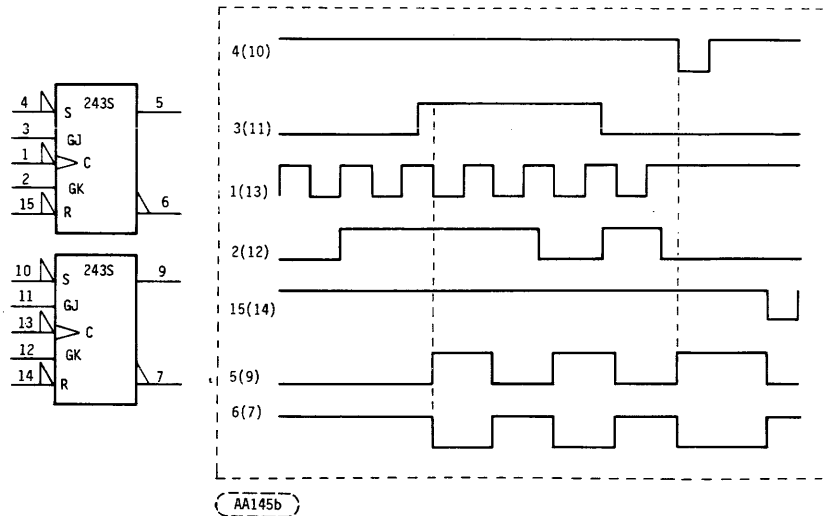 4 243S 5
S
3 GJ
1 C
2 GK
15 R 6
10 243S 9
S
11 GJ
13 C
12 GK
14 R 7
4(10)
3(11)
1(13)
2(12)
15(14)
5(9)
6(7)
AA145b